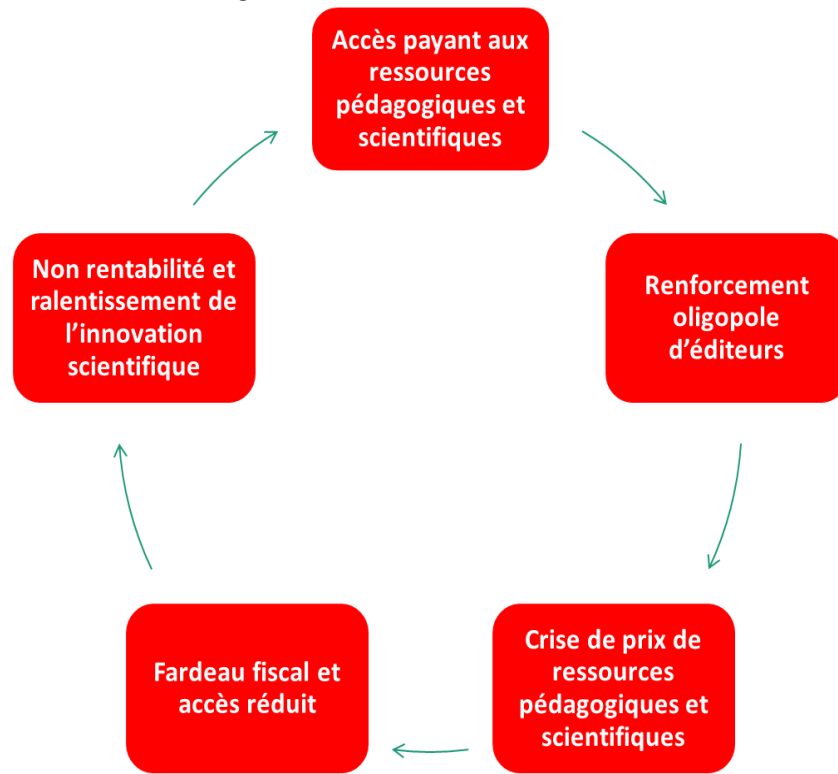 Accès payant aux
ressources
pédagogiques et
scientifiques
Renforcement
oligopole
d’éditeurs
Crise de prix de
ressources
pédagogiques et
scientifiques
Fardeau fiscal et
accès réduit
Non rentabilité et
ralentissement de
l’innovation
scientifique